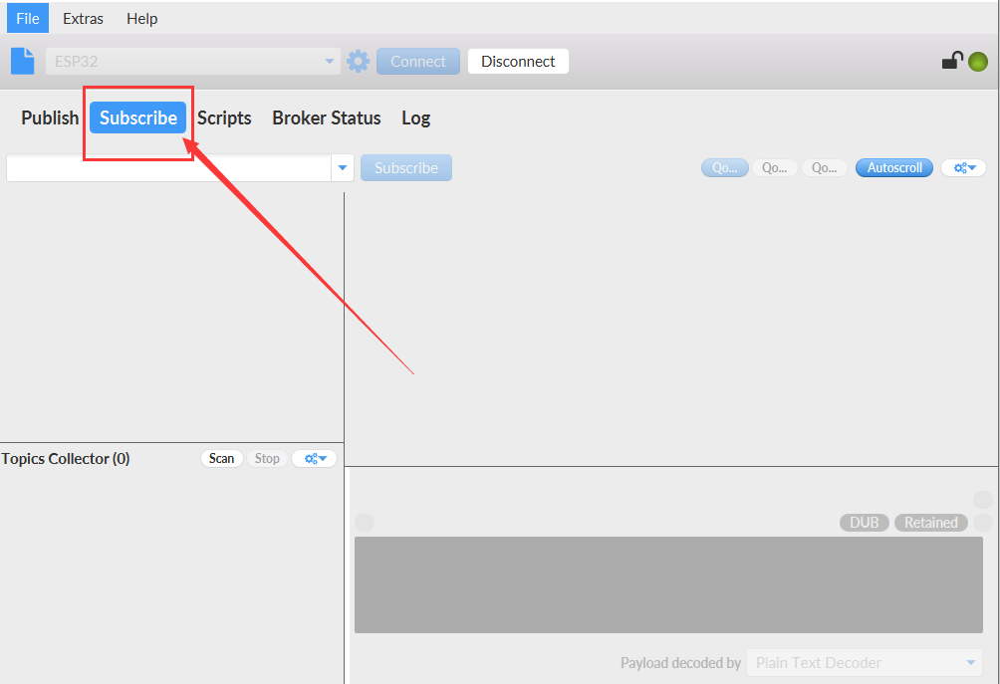 File Extras Help
ESP32 Connect Disconnect
Publish Subscribe Scripts Broker Status Log
Subscribe Qo... Qo... Qo... Autoscroll
Topics Collector (0) Scan Stop
DUB Retained
Payload decoded by Plain Text Decoder